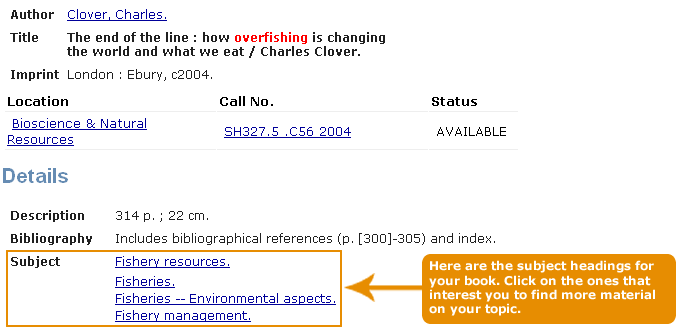 Author Clover, Charles.
Title The end of the line : how overfishing is changing
the world and what we eat / Charles Clover.
Imprint London : Ebury, c2004.
Location Call No. Status
Bioscience & Natural
Resources SH327.5 .C56 2004 AVAILABLE
Details
Description 314 p. ; 22 cm.
Bibliography Includes bibliographical references (p. [300]-305) and index.
Subject Fishery resources.
Fisheries.
Fisheries -- Environmental aspects.
Fishery management.
Here are the subject headings for
your book. Click on the ones that
interest you to find more material
on your topic.